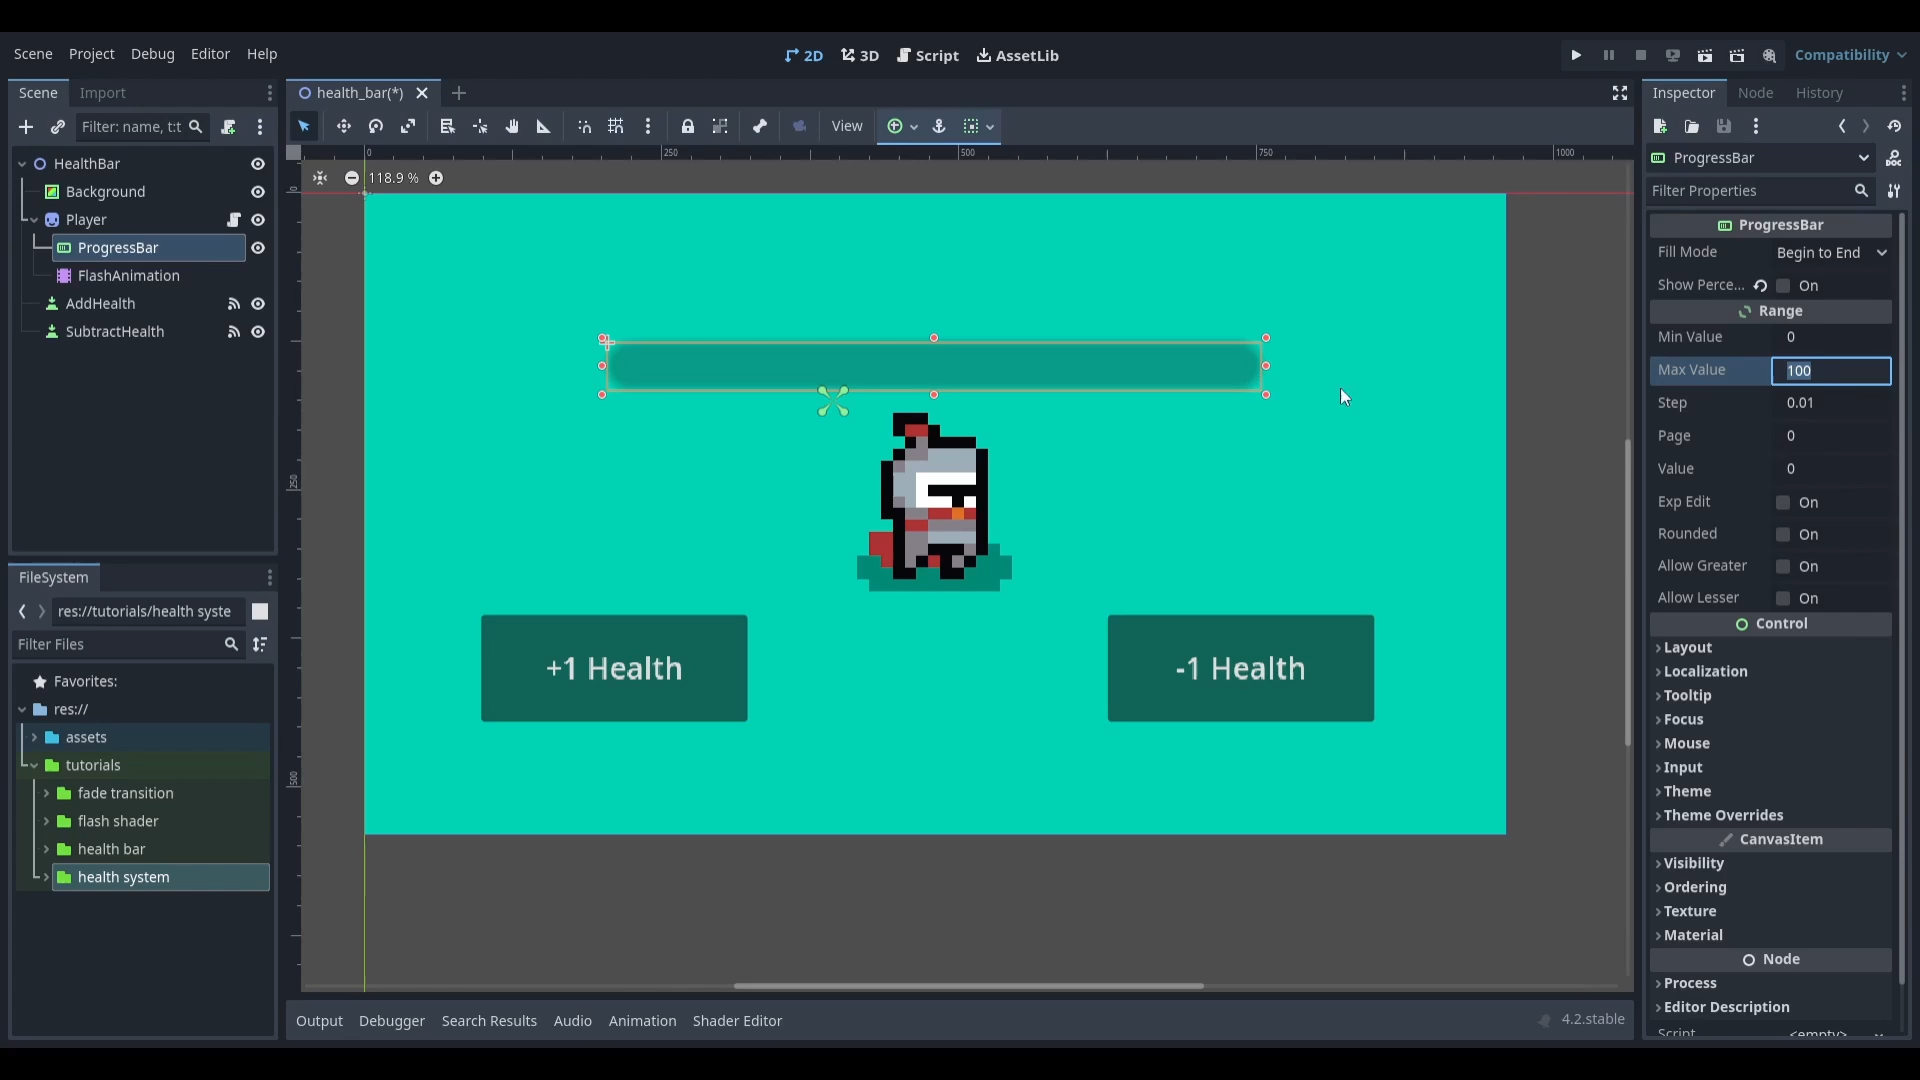 Scene Project Debug Editor Help
2D 3D Script AssetLib
Compatibility
Scene Import
Filter: name, t:t
HealthBar
Background
Player
ProgressBar
FlashAnimation
AddHealth
SubtractHealth
FileSystem
res://tutorials/health syste
Filter Files
Favorites:
res://
assets
tutorials
fade transition
flash shader
health bar
health system
health_bar(*)
View
0 250 500 750 1000
0
250
500
118.9 %
+1 Health
-1 Health
Output Debugger Search Results Audio Animation Shader Editor
4.2.stable
Inspector Node History
ProgressBar
Filter Properties
ProgressBar
Fill Mode Begin to End
Show Perce... On
Range
Min Value 0
Max Value 100
Step 0.01
Page 0
Value 0
Exp Edit On
Rounded On
Allow Greater On
Allow Lesser On
Control
Layout
Localization
Tooltip
Focus
Mouse
Input
Theme
Theme Overrides
CanvasItem
Visibility
Ordering
Texture
Material
Node
Process
Editor Description
Script <empty>